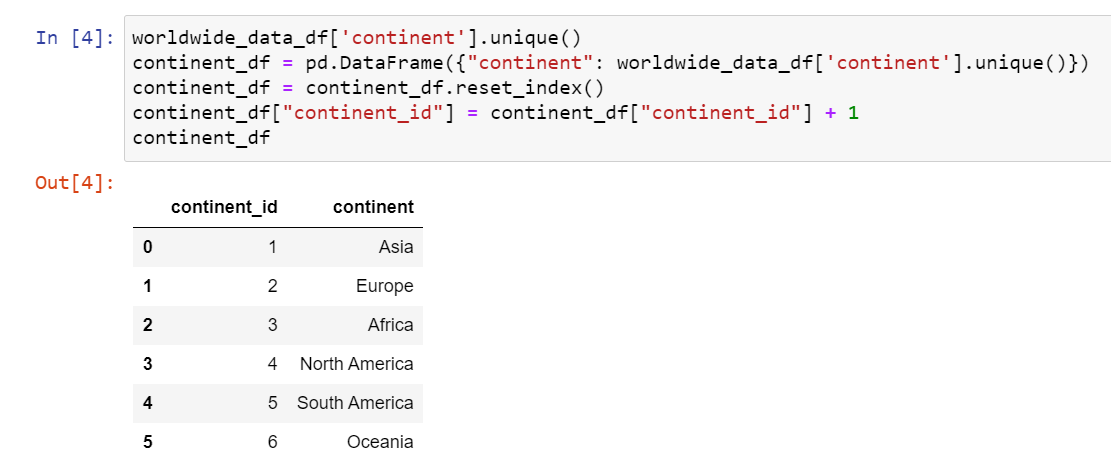 In [4]: worldwide_data_df['continent'].unique()
continent_df = pd.DataFrame({"continent": worldwide_data_df['continent'].unique()})
continent_df = continent_df.reset_index()
continent_df["continent_id"] = continent_df["continent_id"] + 1
continent_df
Out[4]:
continent_id continent
0 1 Asia
1 2 Europe
2 3 Africa
3 4 North America
4 5 South America
5 6 Oceania